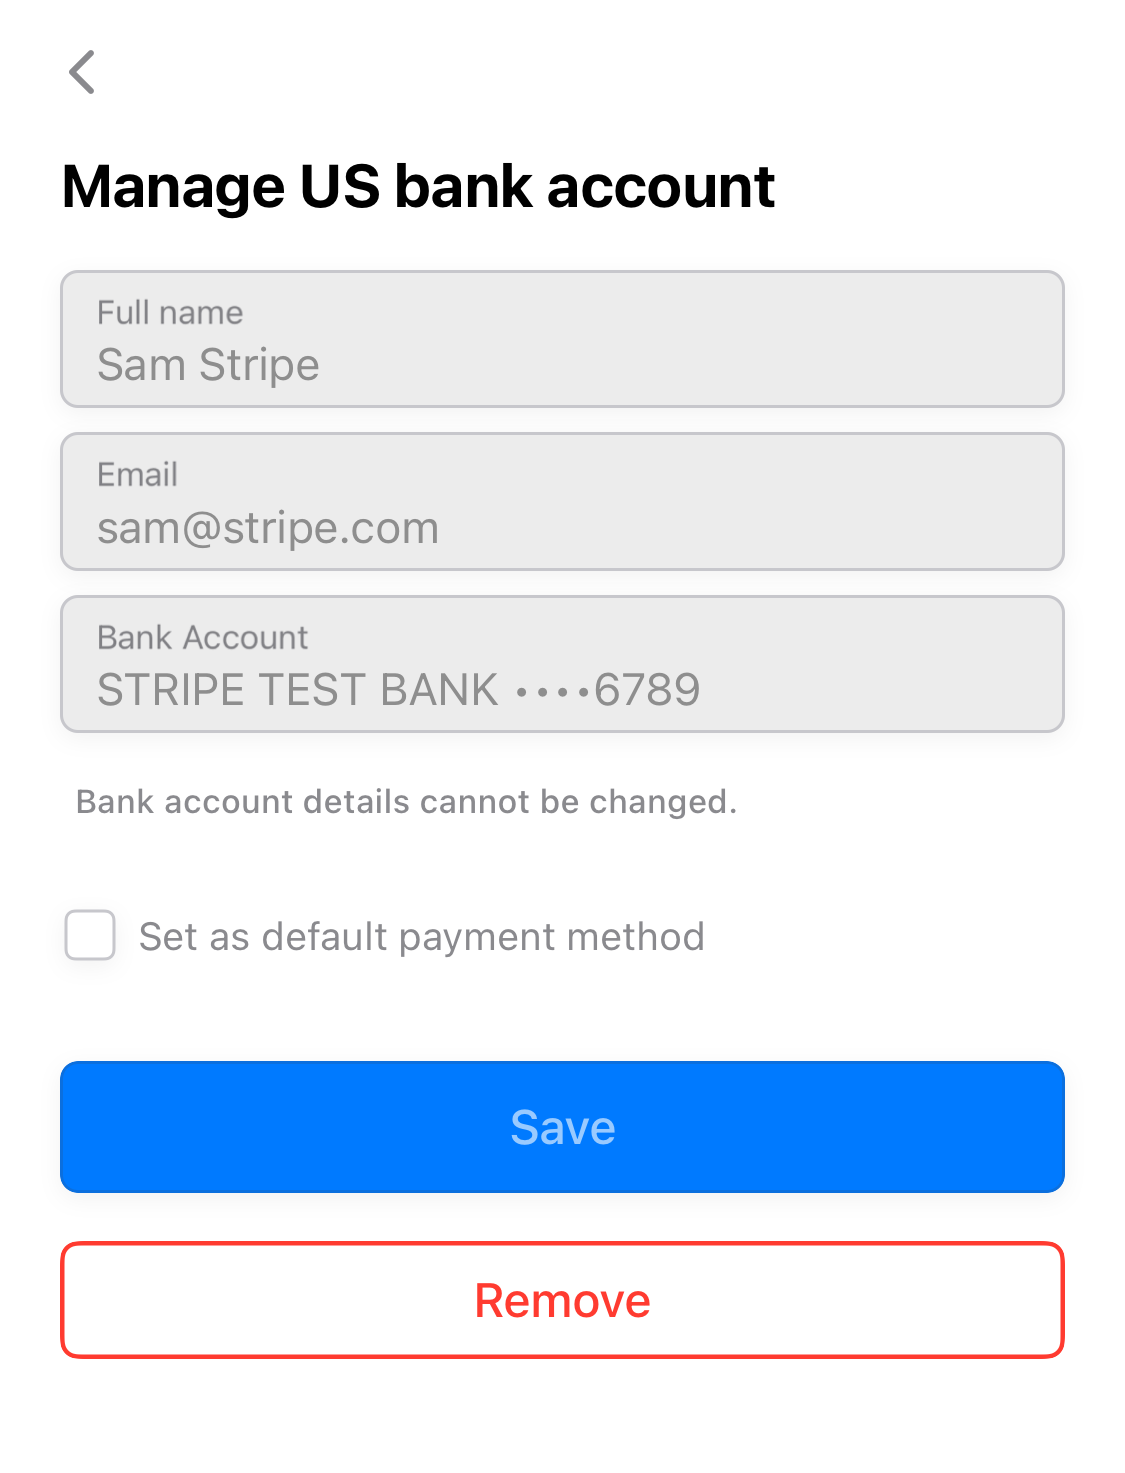 Manage US bank account
Full name
Sam Stripe
Email
sam@stripe.com
Bank Account
STRIPE TEST BANK ••••6789
Bank account details cannot be changed.
Set as default payment method
Save
Remove